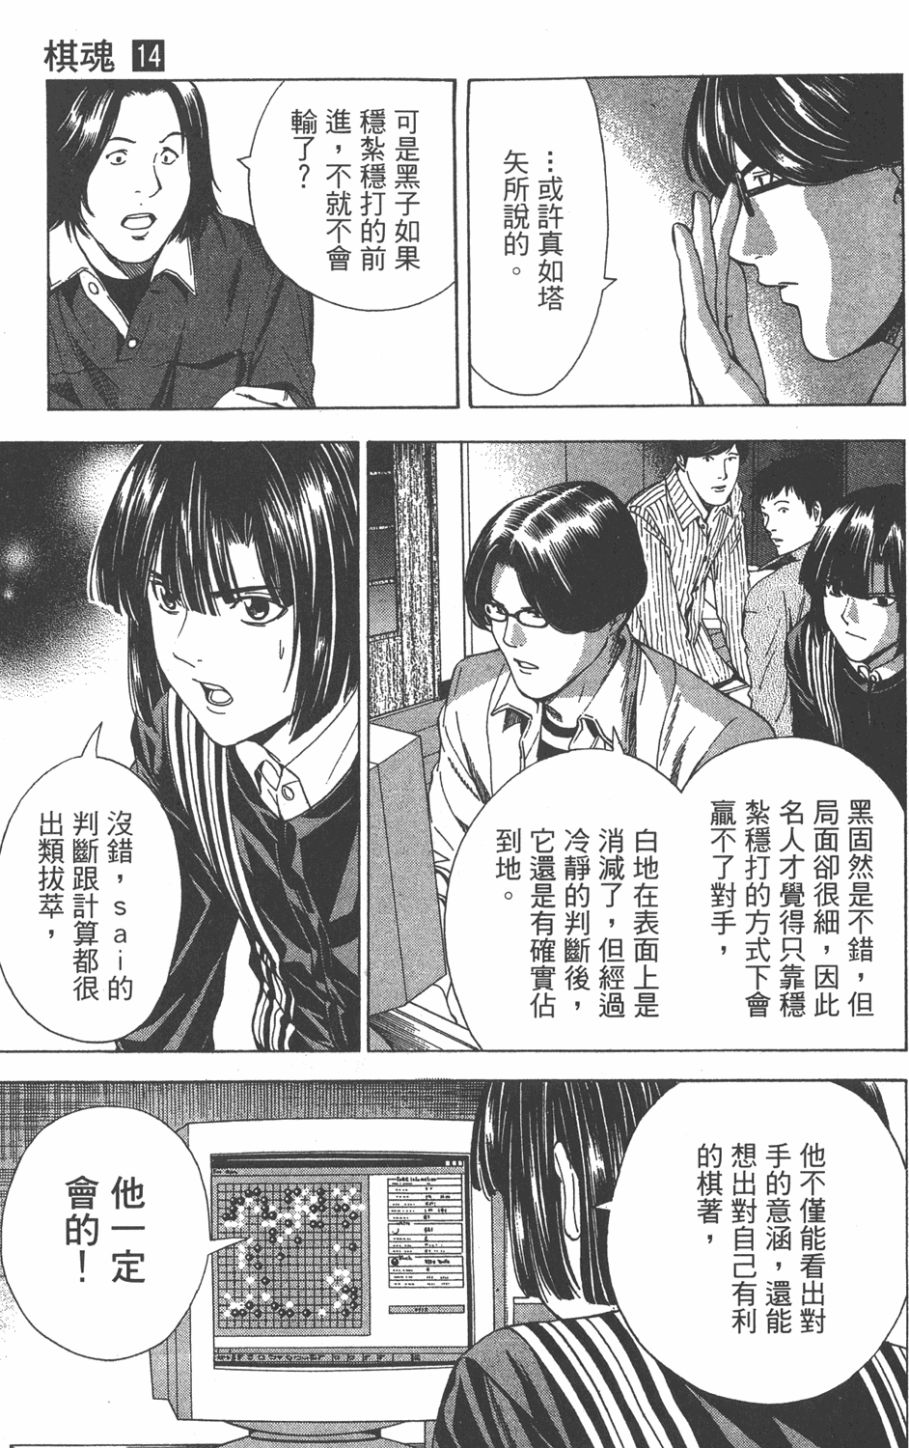 棋魂 14
…或許真如塔
矢所說的。
可是黑子如果
穩紮穩打的前
進，不就不會
輸了？
黑固然是不錯，但
局面卻很細，因此
名人才覺得只靠穩
紮穩打的方式下會
贏不了對手，
白地在表面上是
消減了，但經過
冷靜的判斷後，
它還是有確實佔
到地。
沒錯，sai的
判斷跟計算都很
出類拔萃，
他不僅能看出對
手的意涵，還能
想出對自己有利
的棋著，
他一定
會的！